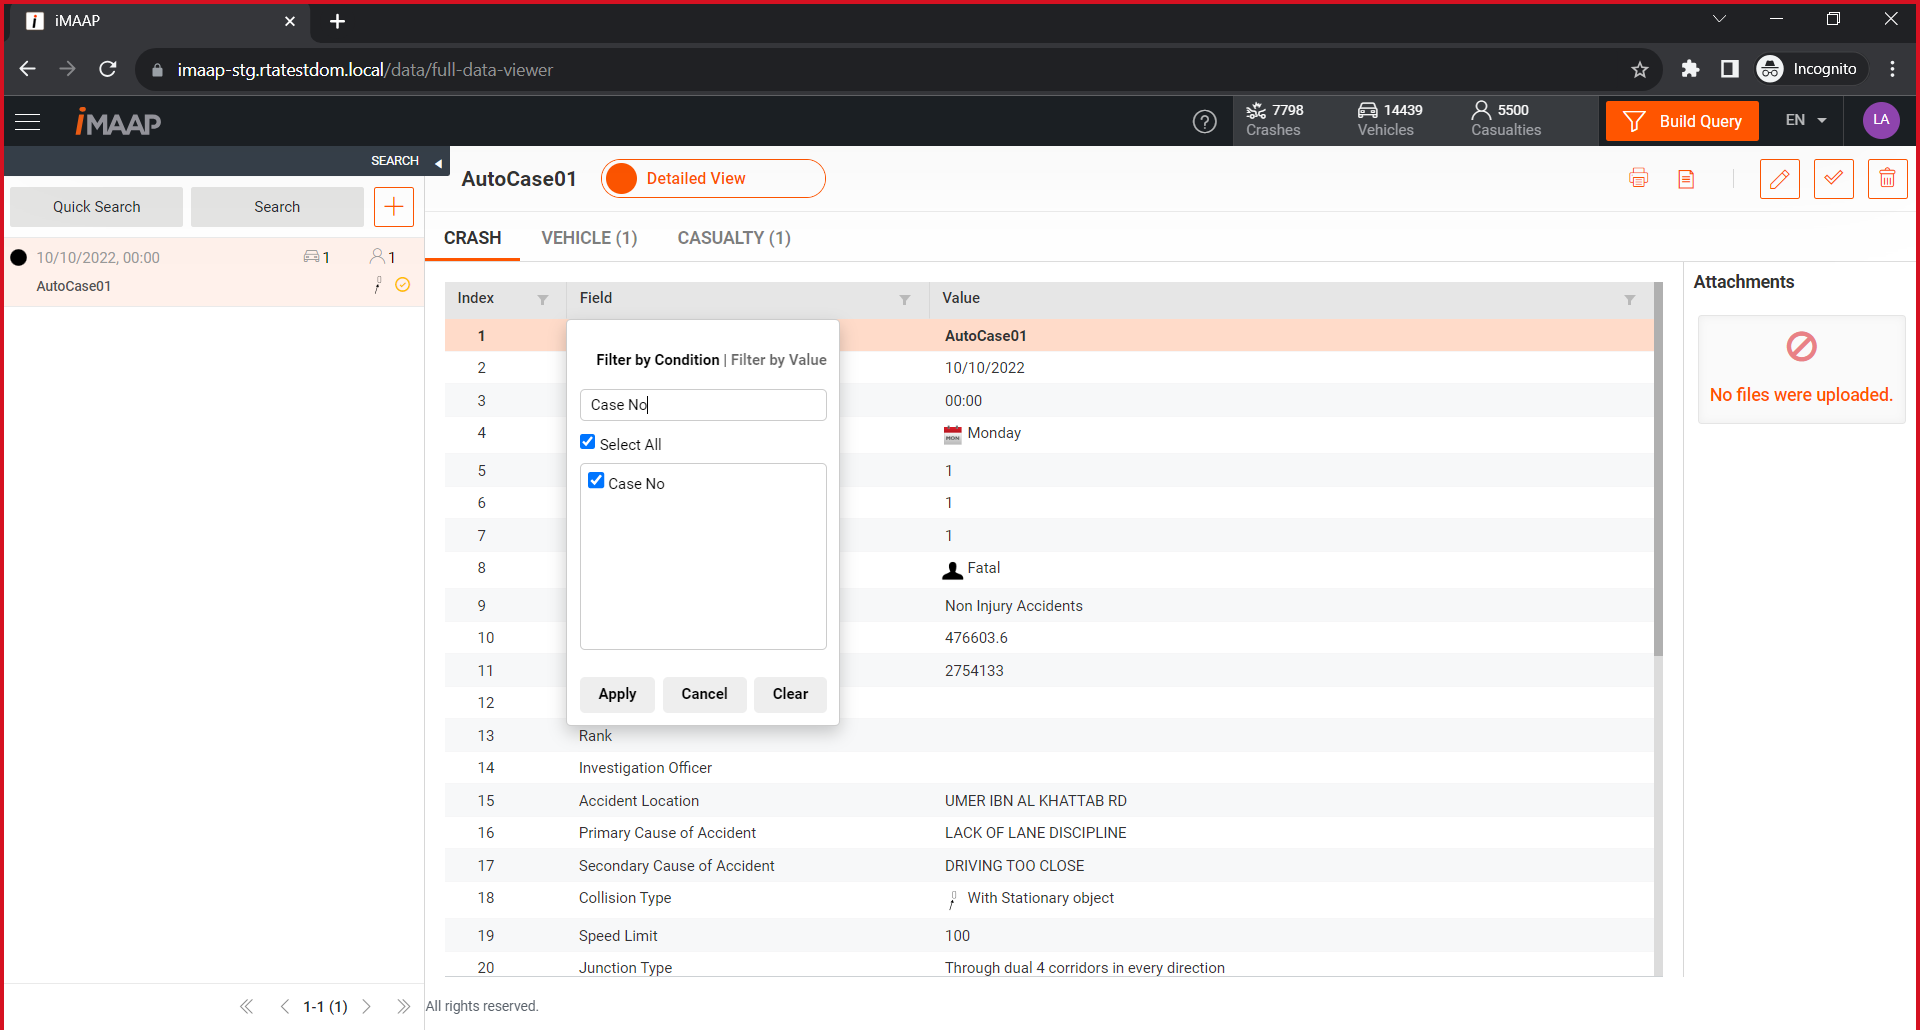 iMAAP
imaap-stg.rtatestdom.local/data/full-data-viewer
Incognito
iMAAP
7798
Crashes
14439
Vehicles
5500
Casualties
Build Query
EN
LA
SEARCH
Quick Search
Search
10/10/2022, 00:00
1
1
AutoCase01
AutoCase01
Detailed View
CRASH
VEHICLE (1)
CASUALTY (1)
Index
Field
Value
1
AutoCase01
2
10/10/2022
3
00:00
4
MON
Monday
5
1
6
1
7
1
8
Fatal
9
Non Injury Accidents
10
476603.6
11
2754133
12
13
Rank
14
Investigation Officer
15
Accident Location
UMER IBN AL KHATTAB RD
16
Primary Cause of Accident
LACK OF LANE DISCIPLINE
17
Secondary Cause of Accident
DRIVING TOO CLOSE
18
Collision Type
With Stationary object
19
Speed Limit
100
20
Junction Type
Through dual 4 corridors in every direction
Filter by Condition | Filter by Value
Case No
Select All
Case No
Apply
Cancel
Clear
Attachments
No files were uploaded.
1-1 (1)
All rights reserved.